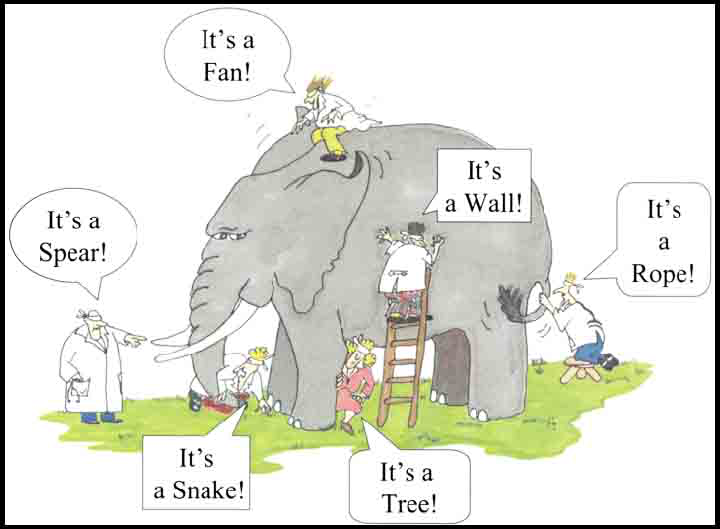 It's a
Fan!
It's
a Wall!
It's
a
Rope!
It's a
Spear!
It's
a Snake!
It's a
Tree!